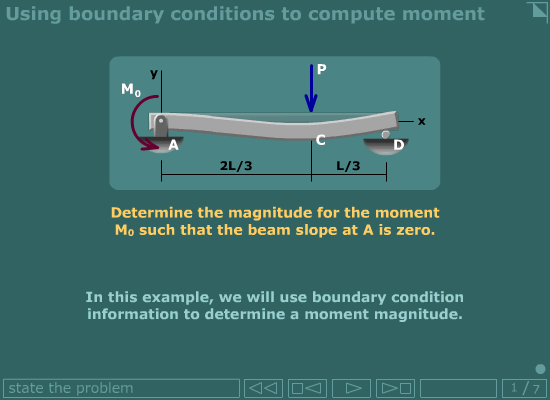 Using boundary conditions to compute moment
y
P
M₀
x
A
C
D
2L/3
L/3
Determine the magnitude for the moment
M₀ such that the beam slope at A is zero.
In this example, we will use boundary condition
information to determine a moment magnitude.
state the problem
1 / 7